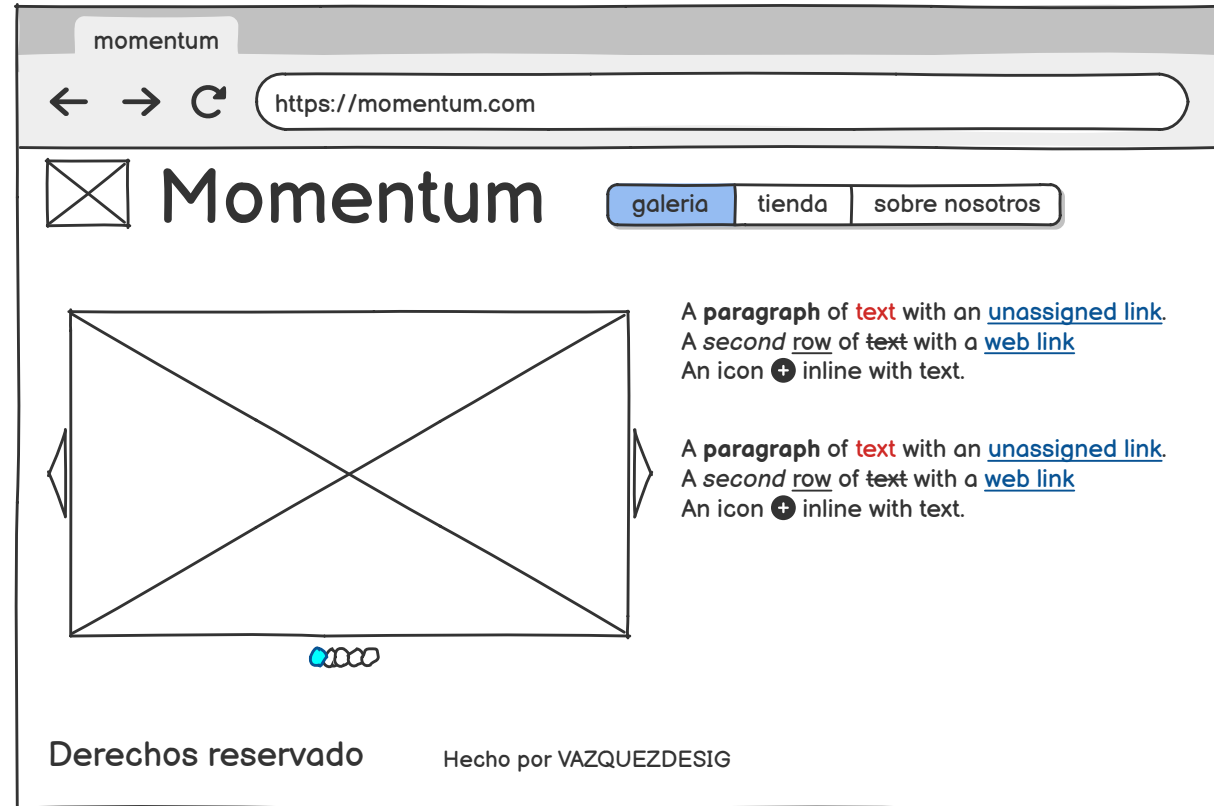 momentum
https://momentum.com
Momentum
galeria
tienda
sobre nosotros
A paragraph of text with an unassigned link.
A second row of text with a web link
An icon inline with text.
A paragraph of text with an unassigned link.
A second row of text with a web link
An icon inline with text.
Derechos reservado
Hecho por VAZQUEZDESIG